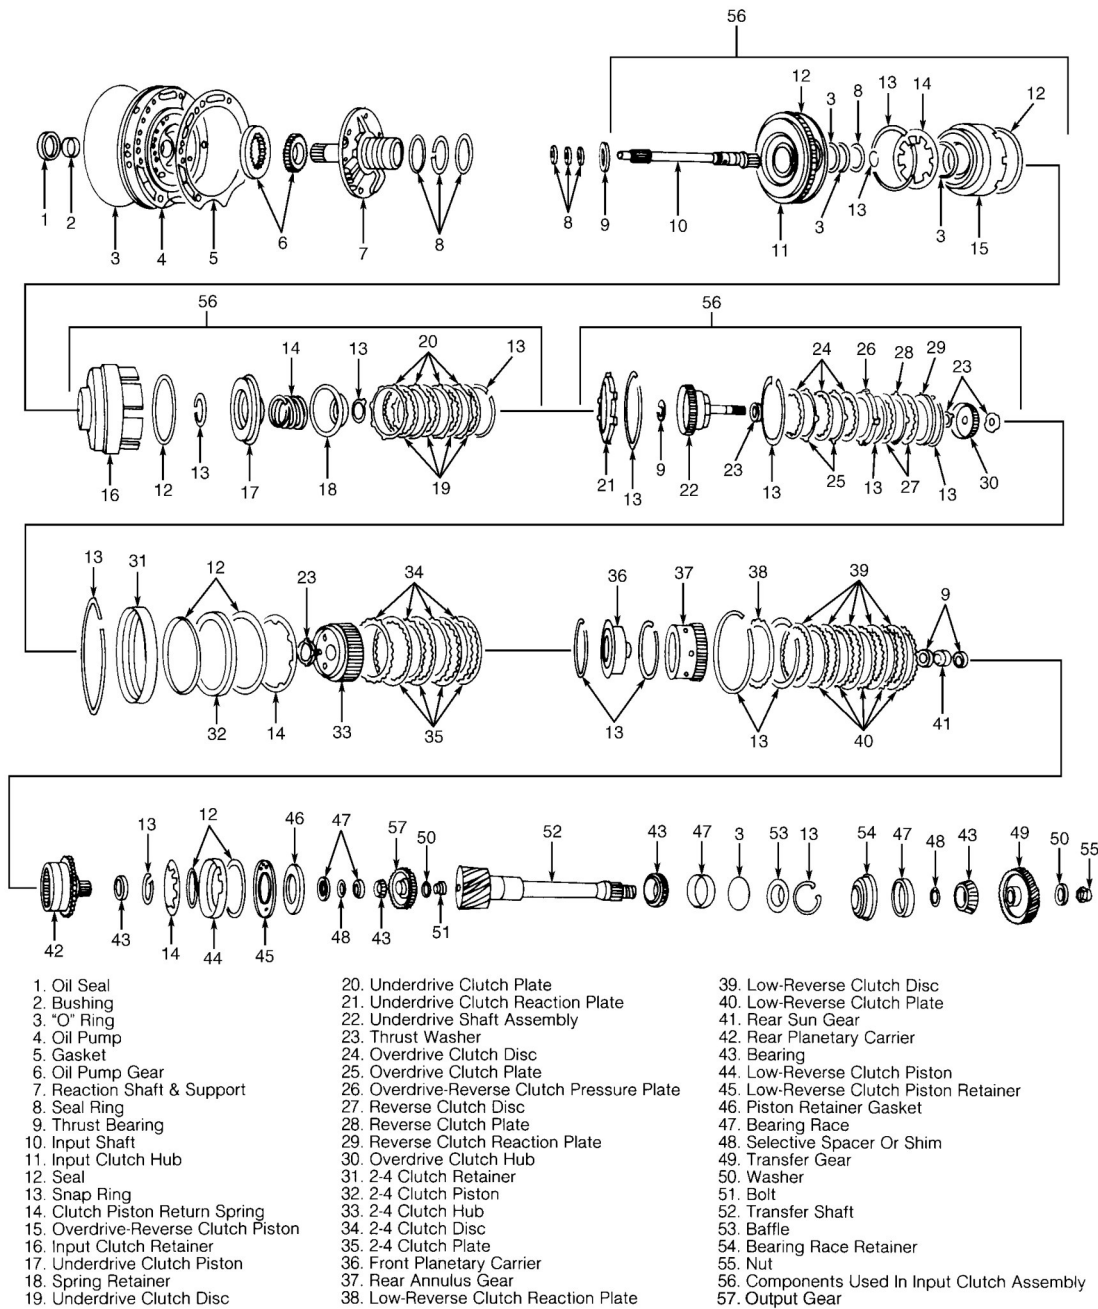 56
12 3 8 13 14 12
1 2 3 4 5 6 7 8 8 9 10 11 3 13 3 15
56 56
14 13 20 13 24 26 28 29 23
16 12 13 17 18 19 21 13 9 22 23 13 25 13 27 13 30
13 31 12 23 34 36 37 38 39 9
32 14 33 35 13 13 40 41
13 12 46 47 57 50 52 43 47 3 53 13 54 47 48 43 49 50 55
42 43 14 44 45 48 43 51
1. Oil Seal
2. Bushing
3. "O" Ring
4. Oil Pump
5. Gasket
6. Oil Pump Gear
7. Reaction Shaft & Support
8. Seal Ring
9. Thrust Bearing
10. Input Shaft
11. Input Clutch Hub
12. Seal
13. Snap Ring
14. Clutch Piston Return Spring
15. Overdrive-Reverse Clutch Piston
16. Input Clutch Retainer
17. Underdrive Clutch Piston
18. Spring Retainer
19. Underdrive Clutch Disc
20. Underdrive Clutch Plate
21. Underdrive Clutch Reaction Plate
22. Underdrive Shaft Assembly
23. Thrust Washer
24. Overdrive Clutch Disc
25. Overdrive Clutch Plate
26. Overdrive-Reverse Clutch Pressure Plate
27. Reverse Clutch Disc
28. Reverse Clutch Plate
29. Reverse Clutch Reaction Plate
30. Overdrive Clutch Hub
31. 2-4 Clutch Retainer
32. 2-4 Clutch Piston
33. 2-4 Clutch Hub
34. 2-4 Clutch Disc
35. 2-4 Clutch Plate
36. Front Planetary Carrier
37. Rear Annulus Gear
38. Low-Reverse Clutch Reaction Plate
39. Low-Reverse Clutch Disc
40. Low-Reverse Clutch Plate
41. Rear Sun Gear
42. Rear Planetary Carrier
43. Bearing
44. Low-Reverse Clutch Piston
45. Low-Reverse Clutch Piston Retainer
46. Piston Retainer Gasket
47. Bearing Race
48. Selective Spacer Or Shim
49. Transfer Gear
50. Washer
51. Bolt
52. Transfer Shaft
53. Baffle
54. Bearing Race Retainer
55. Nut
56. Components Used In Input Clutch Assembly
57. Output Gear